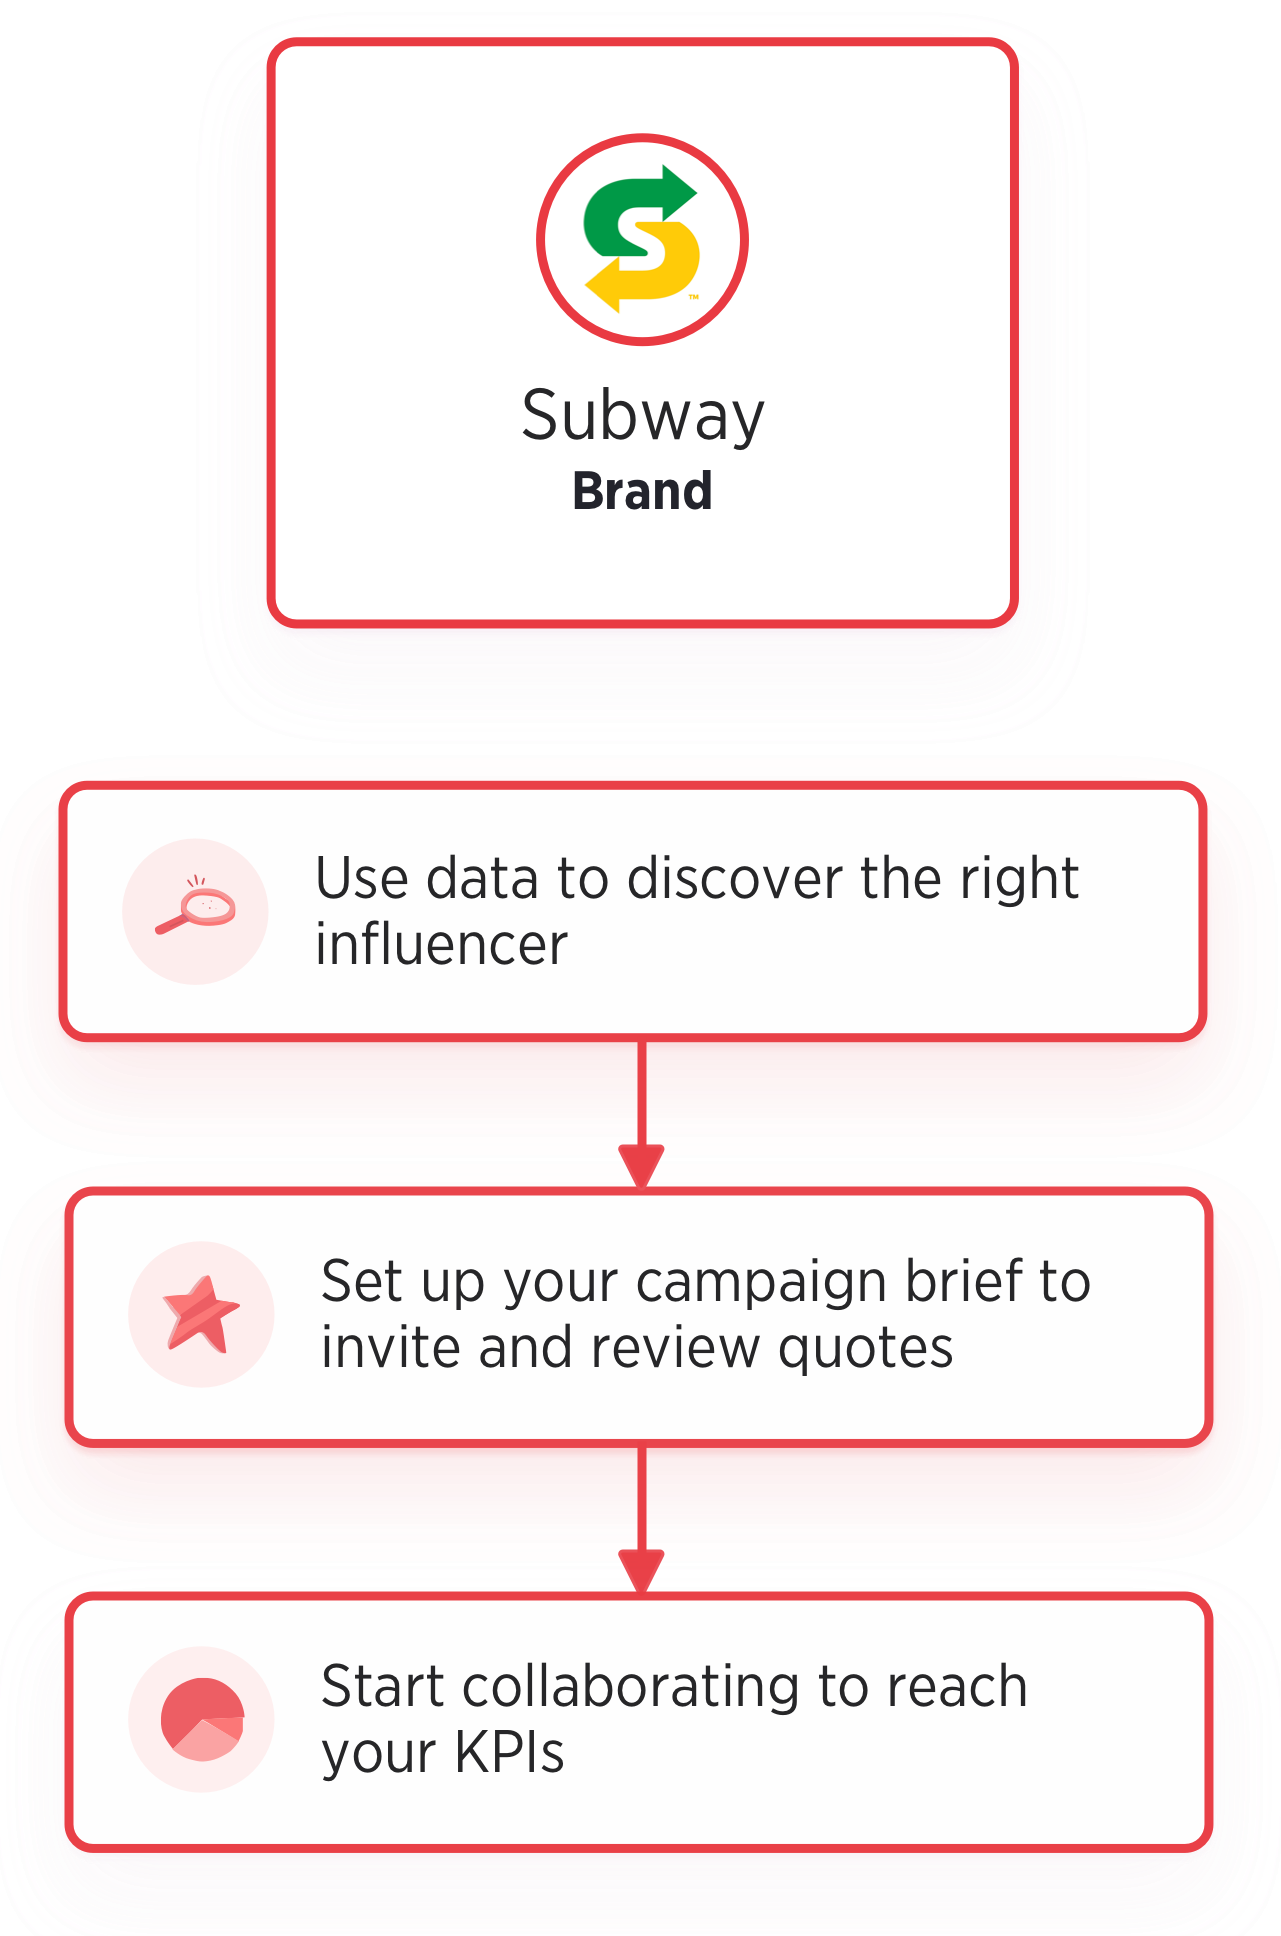 TM
Subway
Brand
Use data to discover the right
influencer
Set up your campaign brief to
invite and review quotes
Start collaborating to reach
your KPIs